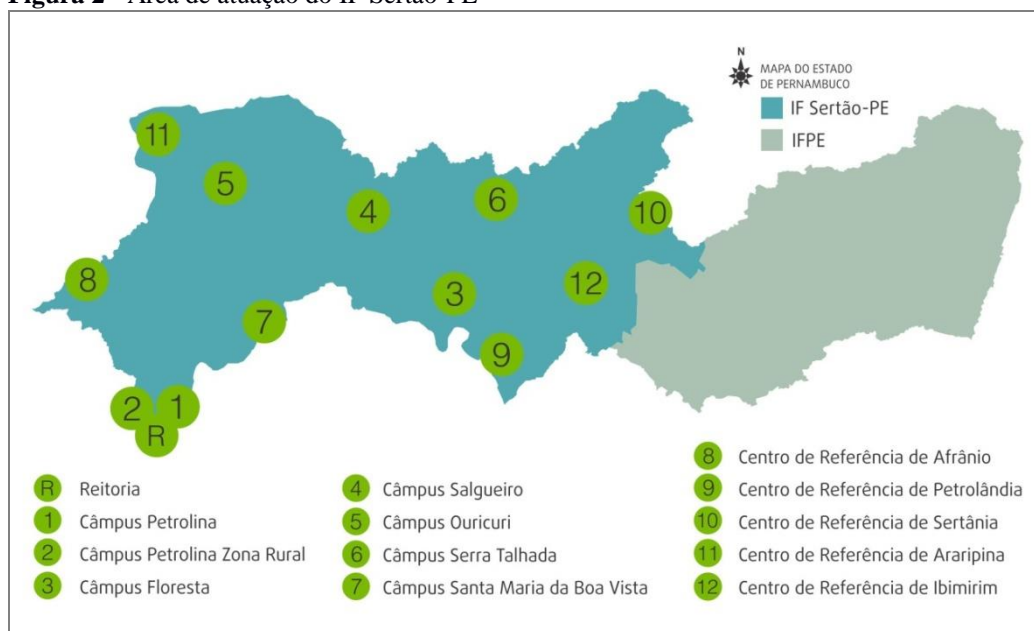 Figura 2 - Área de atuação do IF Sertão-PE
N
MAPA DO ESTADO
DE PERNAMBUCO
IF Sertão-PE
IFPE
11
5
4
6
10
8
7
3
12
9
2
1
R
R Reitoria
1 Câmpus Petrolina
2 Câmpus Petrolina Zona Rural
3 Câmpus Floresta
4 Câmpus Salgueiro
5 Câmpus Ouricuri
6 Câmpus Serra Talhada
7 Câmpus Santa Maria da Boa Vista
8 Centro de Referência de Afrânio
9 Centro de Referência de Petrolândia
10 Centro de Referência de Sertânia
11 Centro de Referência de Araripina
12 Centro de Referência de Ibimirim